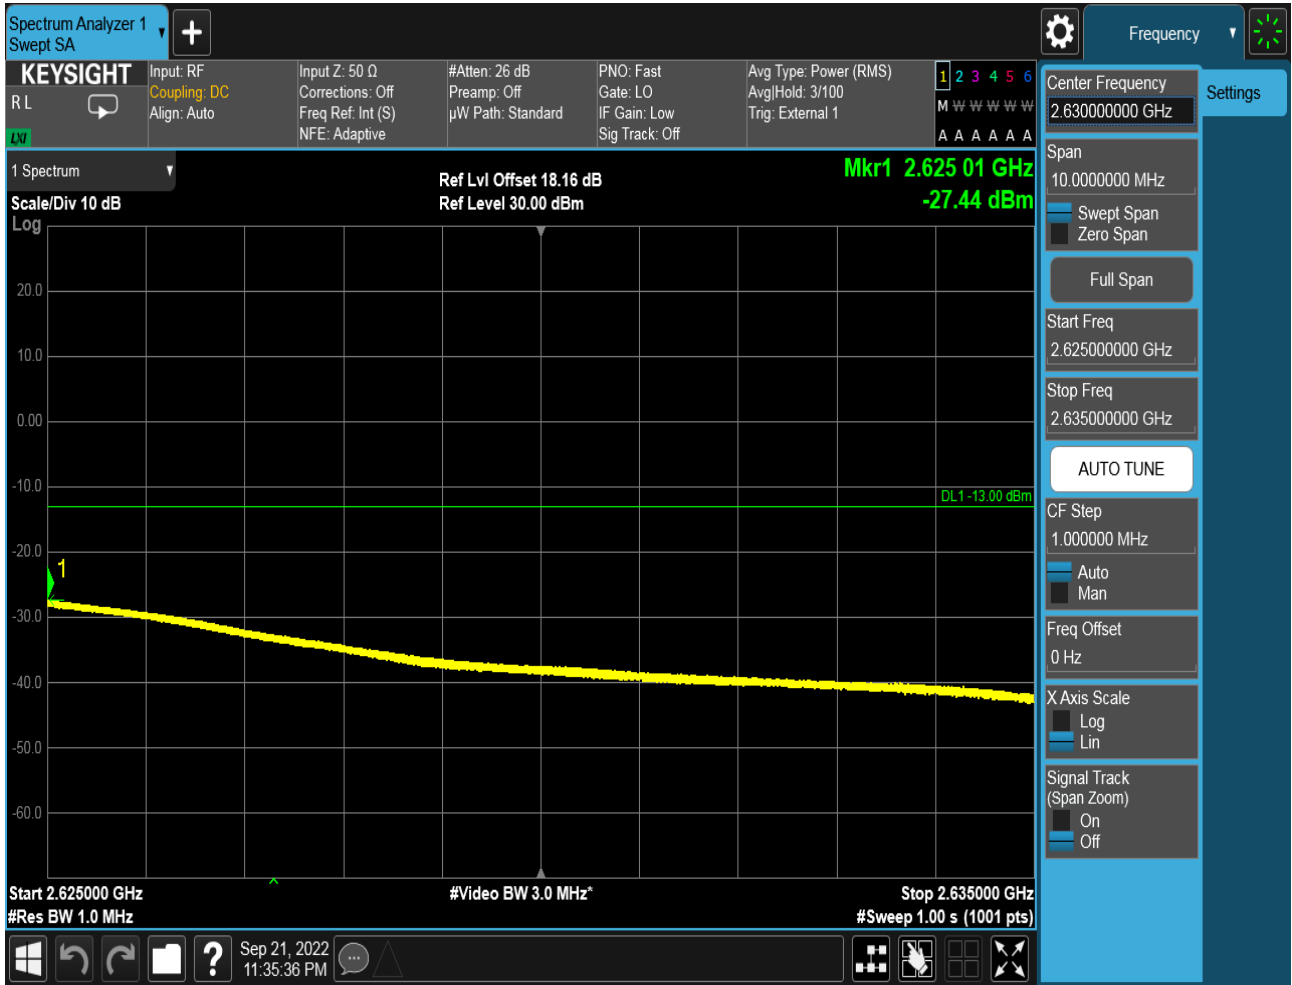 Spectrum Analyzer 1
Swept SA
Frequency
KEYSIGHT
R L
LXI
Input: RF
Coupling: DC
Align: Auto
Input Z: 50 Ω
Corrections: Off
Freq Ref: Int (S)
NFE: Adaptive
#Atten: 26 dB
Preamp: Off
µW Path: Standard
PNO: Fast
Gate: LO
IF Gain: Low
Sig Track: Off
Avg Type: Power (RMS)
Avg|Hold: 3/100
Trig: External 1
1 2 3 4 5 6
M W W W W W
A A A A A A
1 Spectrum
Scale/Div 10 dB
Log
Ref Lvl Offset 18.16 dB
Ref Level 30.00 dBm
Mkr1 2.625 01 GHz
-27.44 dBm
20.0
10.0
0.00
-10.0
-20.0
-30.0
-40.0
-50.0
-60.0
DL1 -13.00 dBm
1
Start 2.625000 GHz
#Res BW 1.0 MHz
#Video BW 3.0 MHz*
Stop 2.635000 GHz
#Sweep 1.00 s (1001 pts)
Center Frequency
2.630000000 GHz
Settings
Span
10.0000000 MHz
Swept Span
Zero Span
Full Span
Start Freq
2.625000000 GHz
Stop Freq
2.635000000 GHz
AUTO TUNE
CF Step
1.000000 MHz
Auto
Man
Freq Offset
0 Hz
X Axis Scale
Log
Lin
Signal Track
(Span Zoom)
On
Off
?
Sep 21, 2022
11:35:36 PM